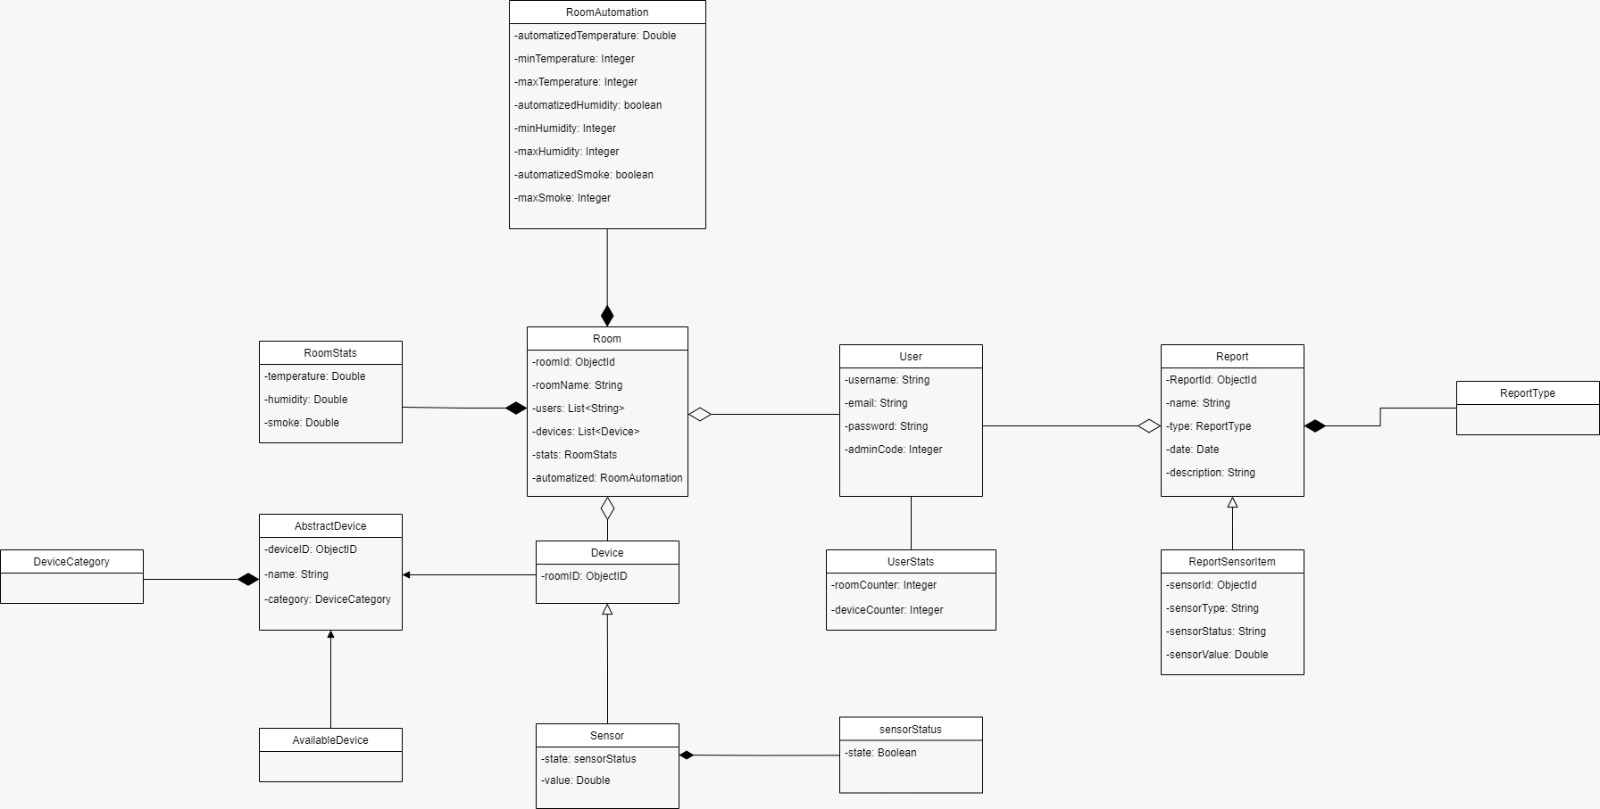 RoomAutomation
-automatizedTemperature: Double
-minTemperature: Integer
-maxTemperature: Integer
-automatizedHumidity: boolean
-minHumidity: Integer
-maxHumidity: Integer
-automatizedSmoke: boolean
-maxSmoke: Integer
RoomStats
-temperature: Double
-humidity: Double
-smoke: Double
Room
-roomId: ObjectId
-roomName: String
-users: List<String>
-devices: List<Device>
-stats: RoomStats
-automatized: RoomAutomation
User
-username: String
-email: String
-password: String
-adminCode: Integer
Report
-ReportId: ObjectId
-name: String
-type: ReportType
-date: Date
-description: String
ReportType
DeviceCategory
AbstractDevice
-deviceID: ObjectID
-name: String
-category: DeviceCategory
Device
-roomID: ObjectID
UserStats
-roomCounter: Integer
-deviceCounter: Integer
ReportSensorItem
-sensorId: ObjectId
-sensorType: String
-sensorStatus: String
-sensorValue: Double
AvailableDevice
Sensor
-state: sensorStatus
-value: Double
sensorStatus
-state: Boolean